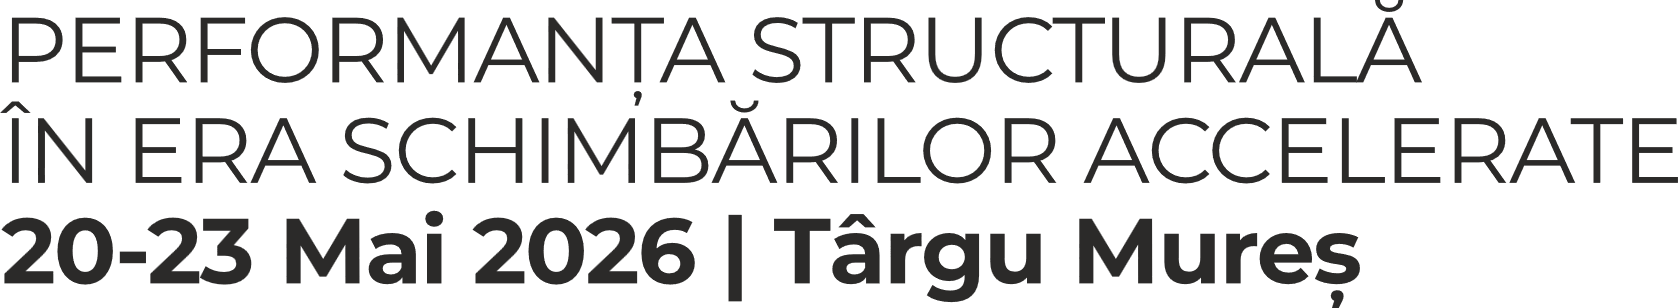 PERFORMANȚA STRUCTURALĂ
ÎN ERA SCHIMBĂRILOR ACCELERATE
20-23 Mai 2026 | Târgu Mureș